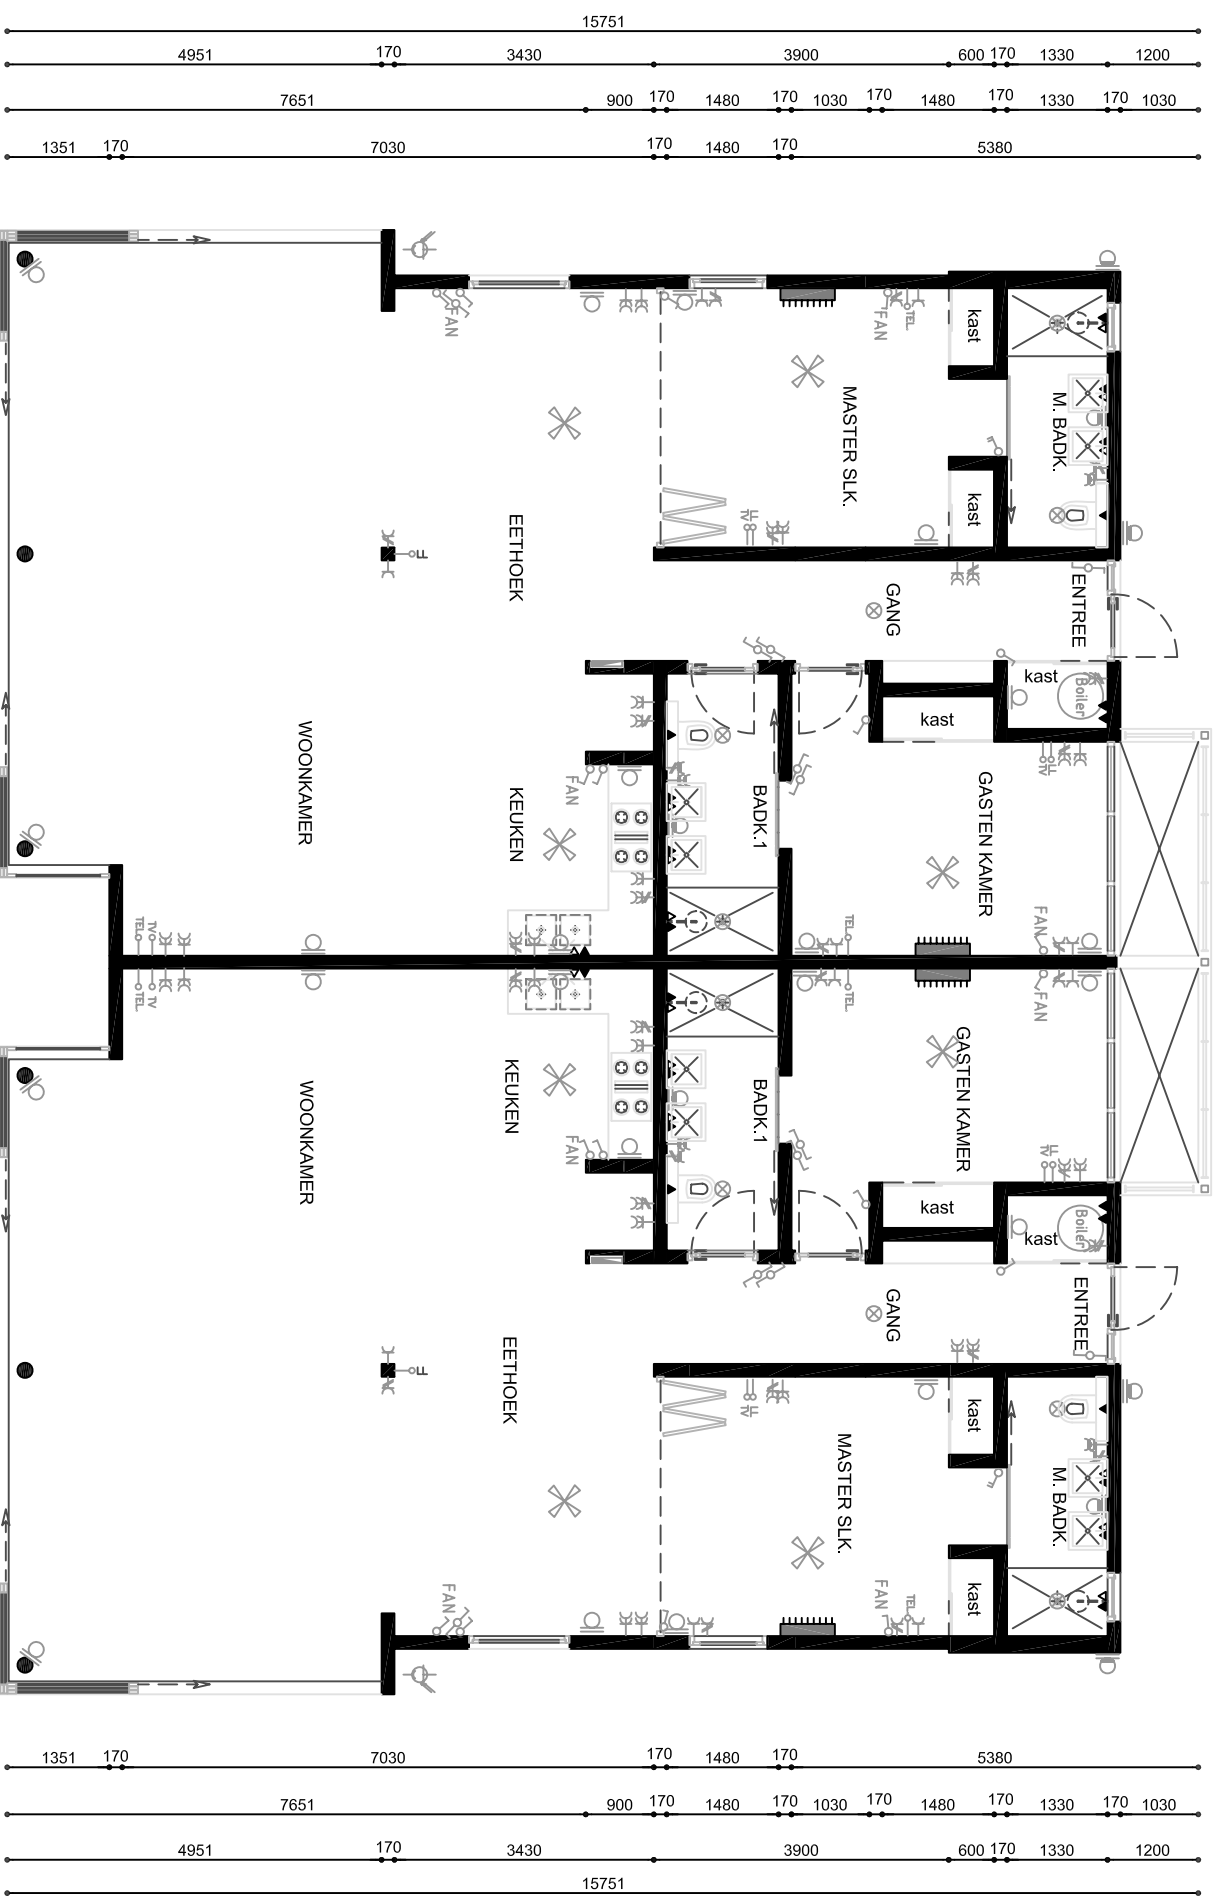 15751
4951 170 3430 3900 600 170 1330 1200
7651 900 170 1480 170 1030 170 1480 170 1330 170 1030
1351 170 7030 170 1480 170 5380
FAN
FAN
TEL
kast
MASTER SLK.
M. BADK.
kast
TV
F
EETHOEK
GANG
ENTREE
kast
Boiler
kast
WOONKAMER
KEUKEN
FAN
BADK.1
GASTEN KAMER
TV
TEL
TV
TEL
FAN
TEL
TV
TEL
FAN
WOONKAMER
KEUKEN
FAN
BADK.1
GASTEN KAMER
TV
kast
kast
Boiler
GANG
ENTREE
F
EETHOEK
TV
kast
MASTER SLK.
M. BADK.
FAN
FAN
TEL
kast
1351 170 7030 170 1480 170 5380
7651 900 170 1480 170 1030 170 1480 170 1330 170 1030
4951 170 3430 3900 600 170 1330 1200
15751